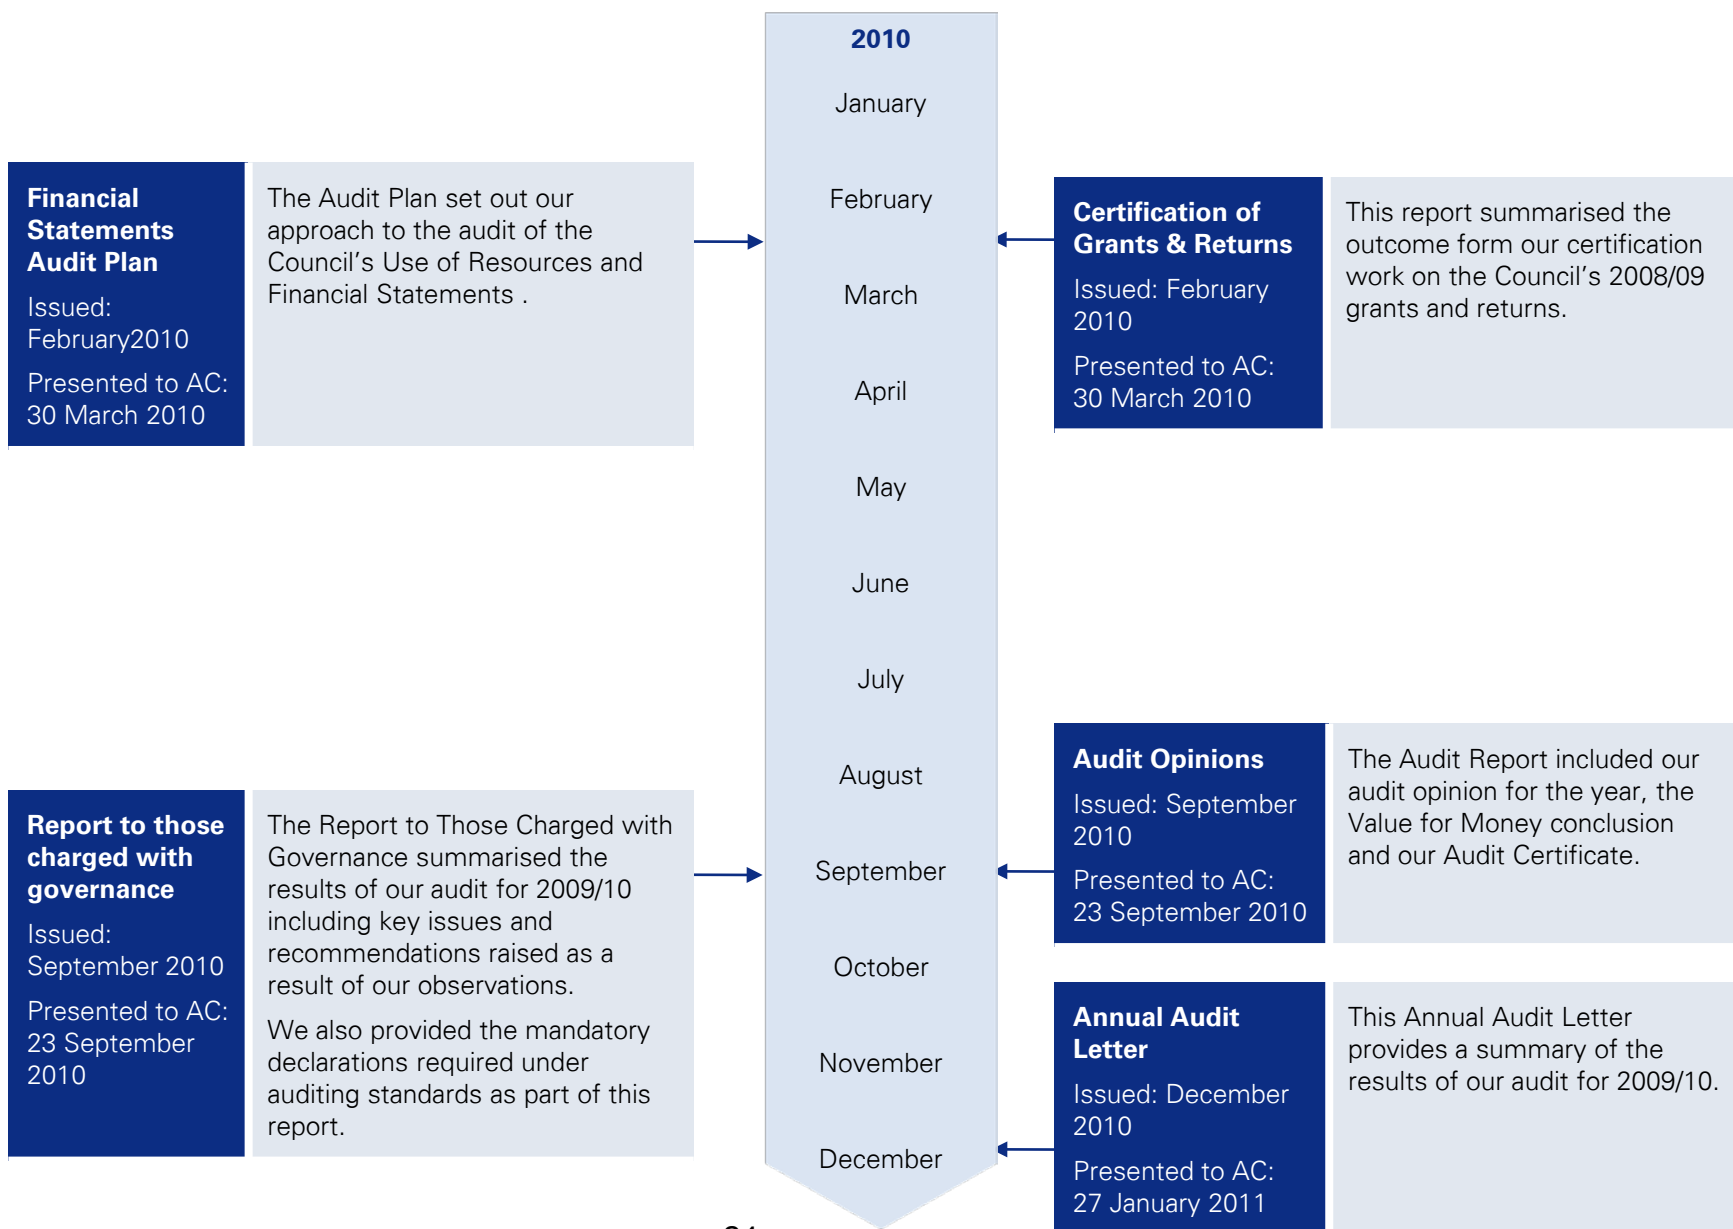 2010
January
February
March
April
May
June
July
August
September
October
November
December
Financial
Statements
Audit Plan
Issued:
February2010
Presented to AC:
30 March 2010
The Audit Plan set out our
approach to the audit of the
Council’s Use of Resources and
Financial Statements .
Certification of
Grants & Returns
Issued: February
2010
Presented to AC:
30 March 2010
This report summarised the
outcome form our certification
work on the Council’s 2008/09
grants and returns.
Report to those
charged with
governance
Issued:
September 2010
Presented to AC:
23 September
2010
The Report to Those Charged with
Governance summarised the
results of our audit for 2009/10
including key issues and
recommendations raised as a
result of our observations.
We also provided the mandatory
declarations required under
auditing standards as part of this
report.
Audit Opinions
Issued: September
2010
Presented to AC:
23 September 2010
The Audit Report included our
audit opinion for the year, the
Value for Money conclusion
and our Audit Certificate.
Annual Audit
Letter
Issued: December
2010
Presented to AC:
27 January 2011
This Annual Audit Letter
provides a summary of the
results of our audit for 2009/10.